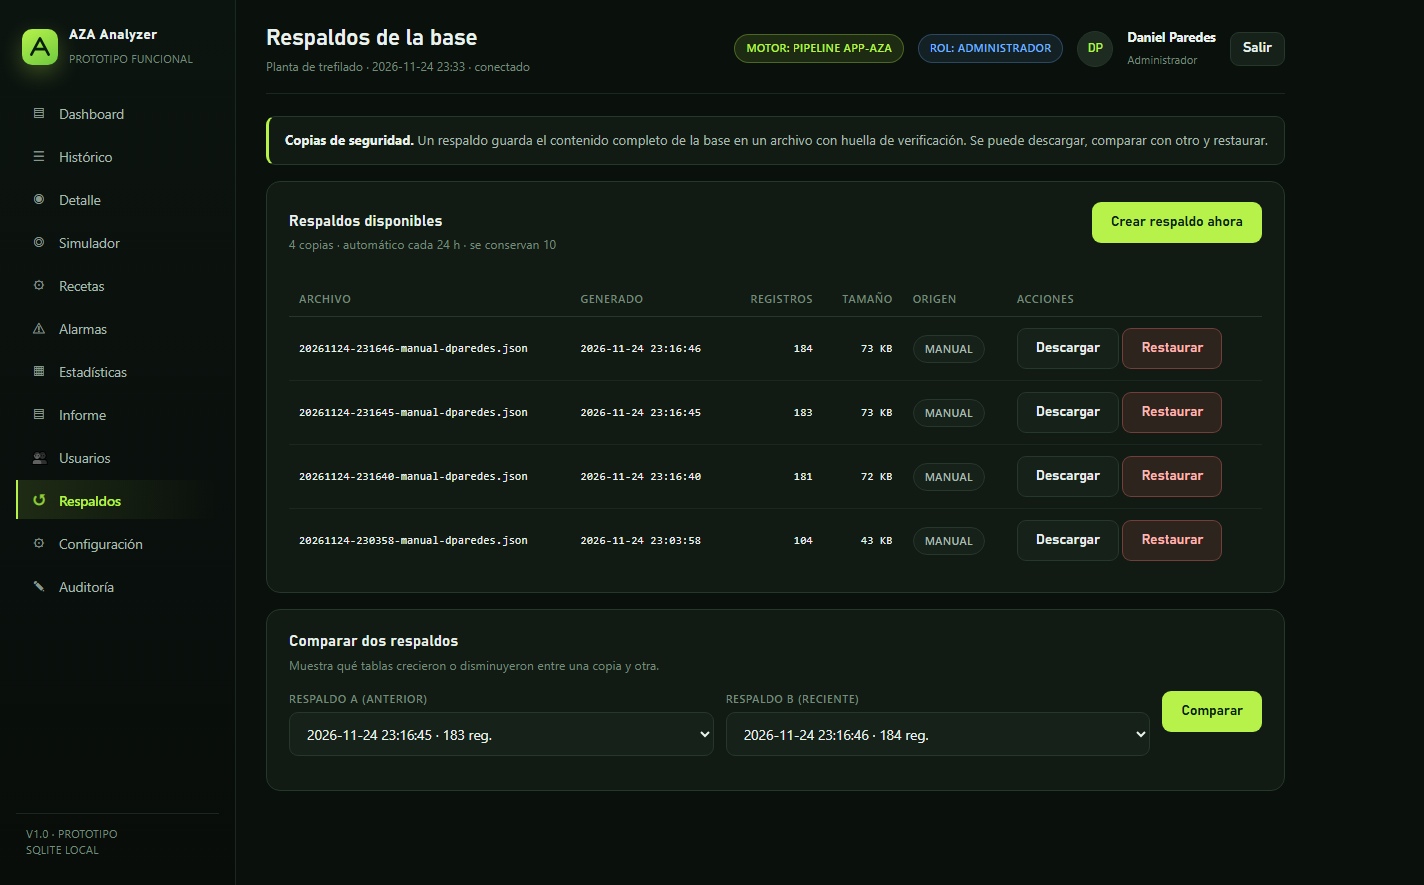 AZA Analyzer
PROTOTIPO FUNCIONAL
Dashboard
Histórico
Detalle
Simulador
Recetas
Alarmas
Estadísticas
Informe
Usuarios
Respaldos
Configuración
Auditoría
V1.0 · PROTOTIPO
SQLITE LOCAL
Respaldos de la base
Planta de trefilado · 2026-11-24 23:33 · conectado
MOTOR: PIPELINE APP-AZA
ROL: ADMINISTRADOR
DP
Daniel Paredes
Administrador
Salir
Copias de seguridad. Un respaldo guarda el contenido completo de la base en un archivo con huella de verificación. Se puede descargar, comparar con otro y restaurar.
Respaldos disponibles
4 copias · automático cada 24 h · se conservan 10
Crear respaldo ahora
ARCHIVO GENERADO REGISTROS TAMAÑO ORIGEN ACCIONES
20261124-231646-manual-dparedes.json 2026-11-24 23:16:46 184 73 KB MANUAL Descargar Restaurar
20261124-231645-manual-dparedes.json 2026-11-24 23:16:45 183 73 KB MANUAL Descargar Restaurar
20261124-231640-manual-dparedes.json 2026-11-24 23:16:40 181 72 KB MANUAL Descargar Restaurar
20261124-230358-manual-dparedes.json 2026-11-24 23:03:58 104 43 KB MANUAL Descargar Restaurar
Comparar dos respaldos
Muestra qué tablas crecieron o disminuyeron entre una copia y otra.
RESPALDO A (ANTERIOR) RESPALDO B (RECIENTE)
2026-11-24 23:16:45 · 183 reg. 2026-11-24 23:16:46 · 184 reg. Comparar